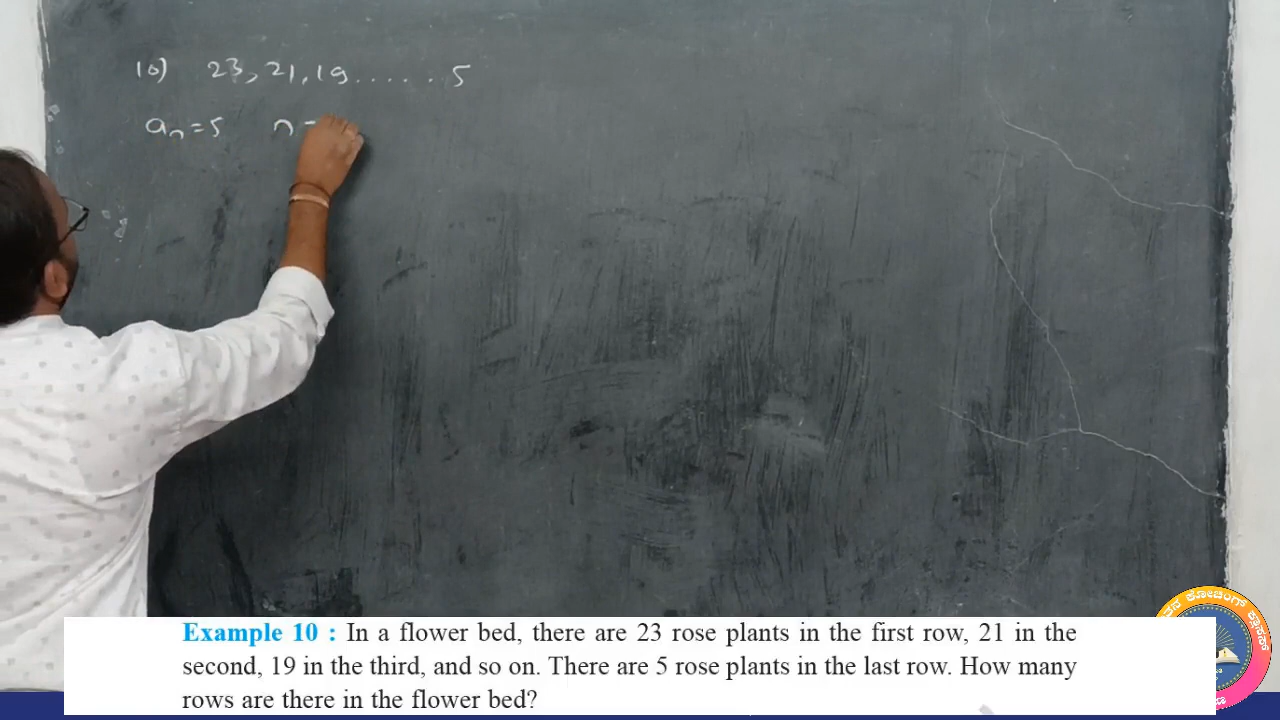 10) 23, 21, 19 ...... 5
aₙ = 5 n =
Example 10 : In a flower bed, there are 23 rose plants in the first row, 21 in the
second, 19 in the third, and so on. There are 5 rose plants in the last row. How many
rows are there in the flower bed?